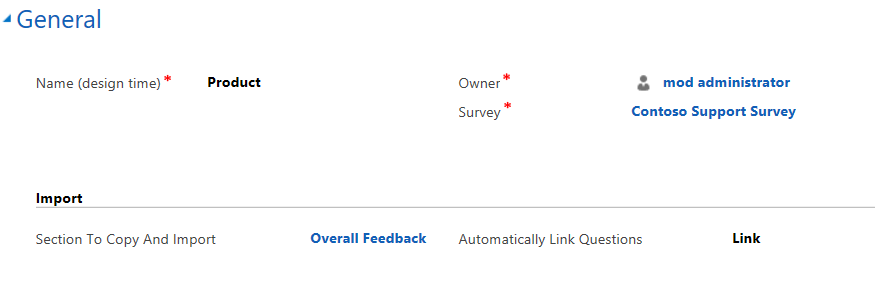 General
Name (design time) * Product Owner * mod administrator
Survey * Contoso Support Survey
Import
Section To Copy And Import Overall Feedback Automatically Link Questions Link